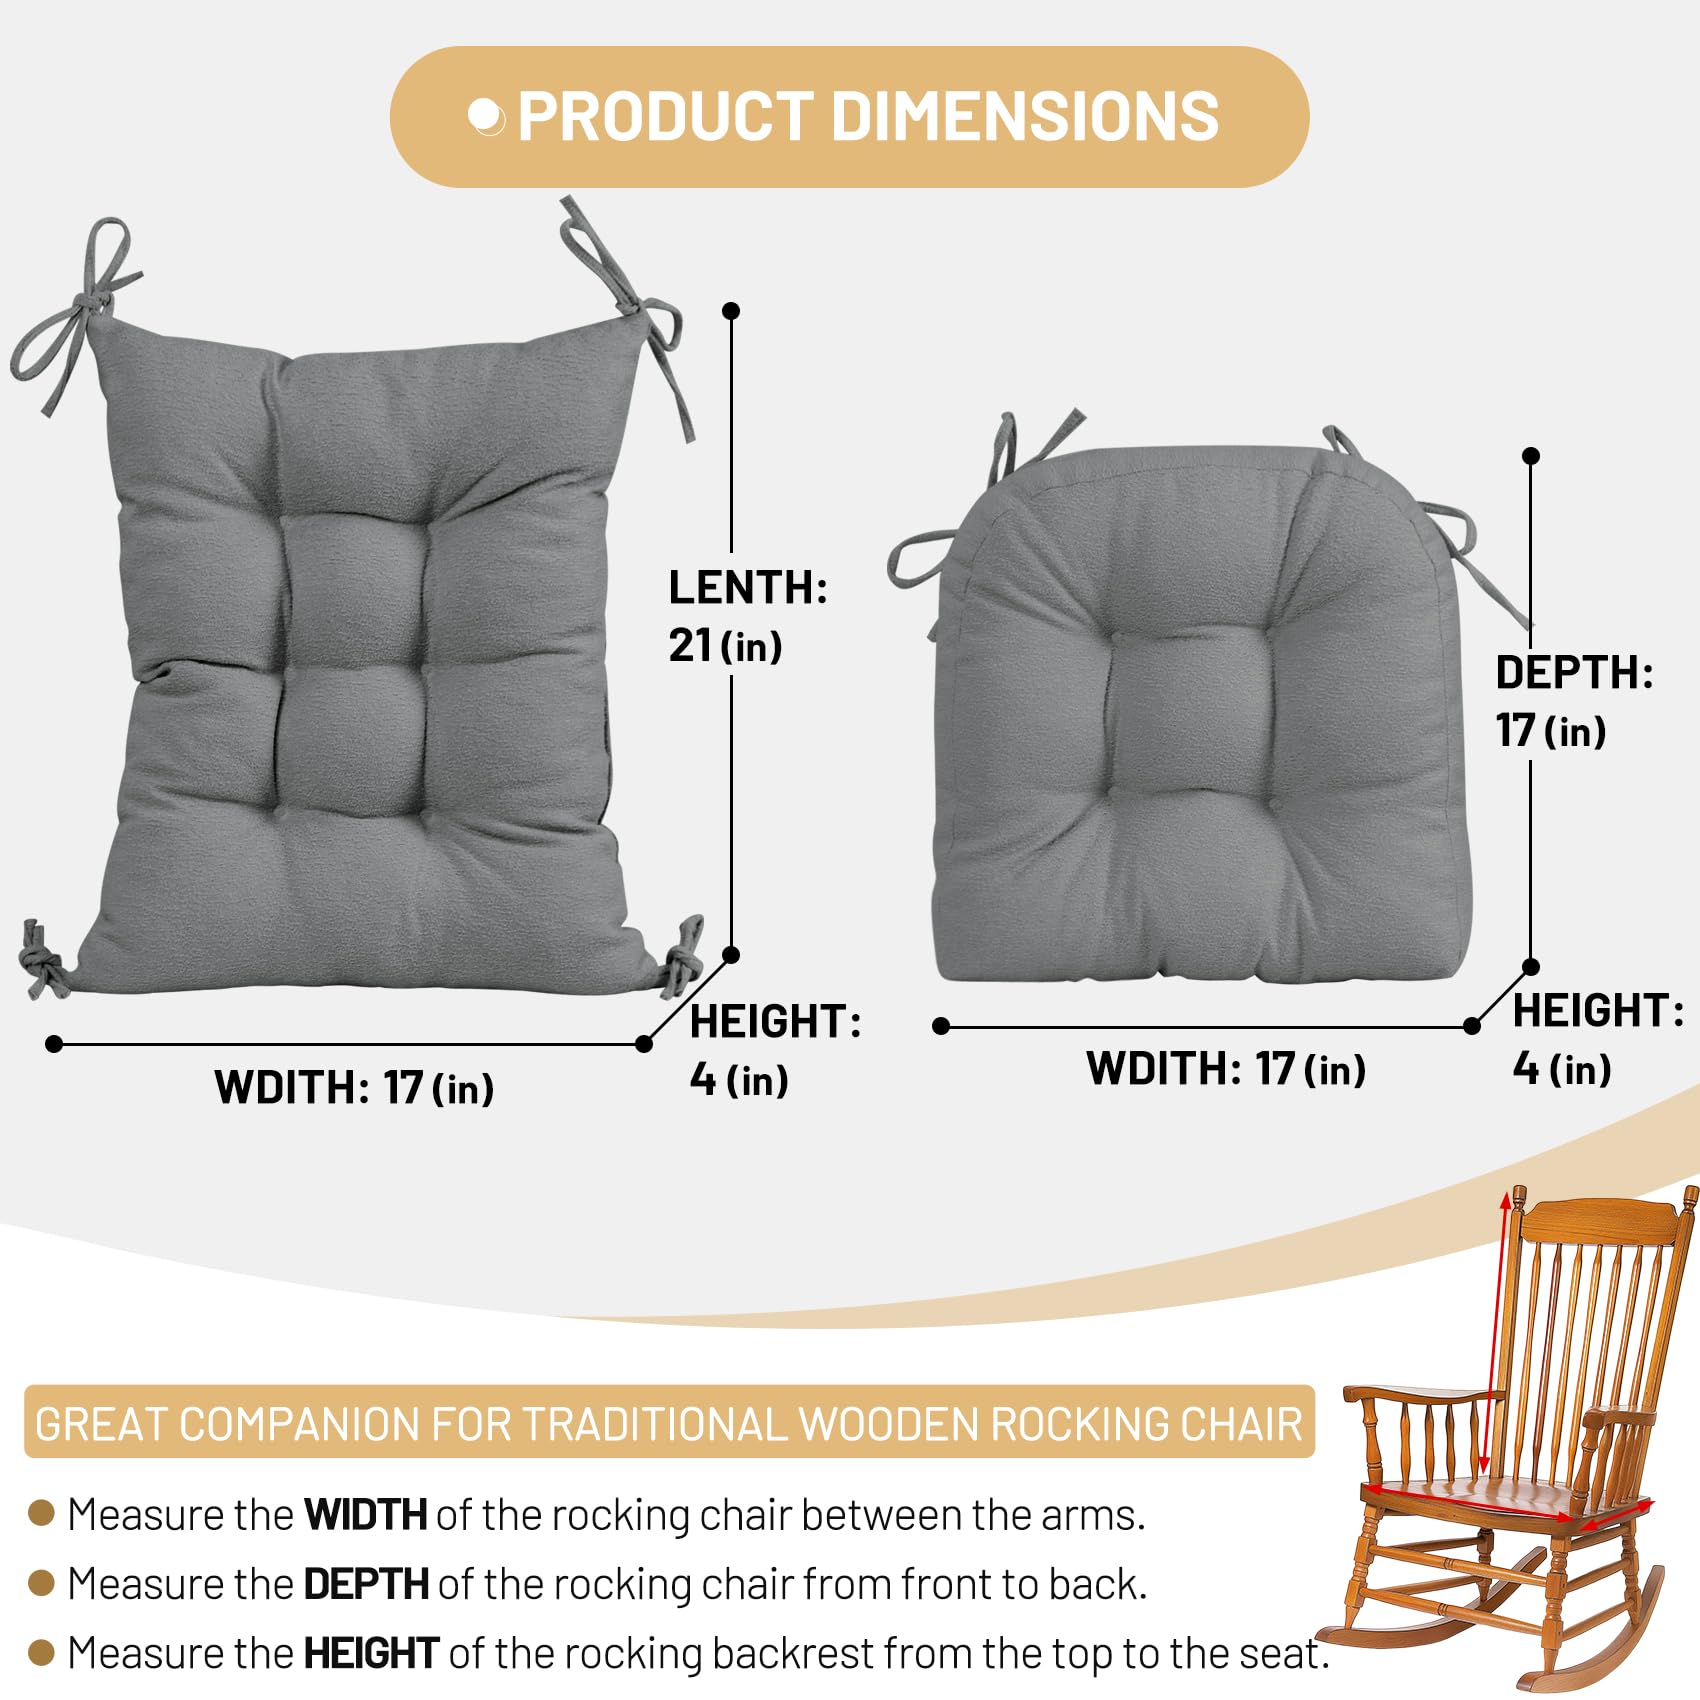 PRODUCT DIMENSIONS
LENTH:
21 (in)
HEIGHT:
4 (in)
WDITH: 17 (in)
DEPTH:
17 (in)
HEIGHT:
4 (in)
WDITH: 17 (in)
GREAT COMPANION FOR TRADITIONAL WOODEN ROCKING CHAIR
Measure the WIDTH of the rocking chair between the arms.
Measure the DEPTH of the rocking chair from front to back.
Measure the HEIGHT of the rocking backrest from the top to the seat.